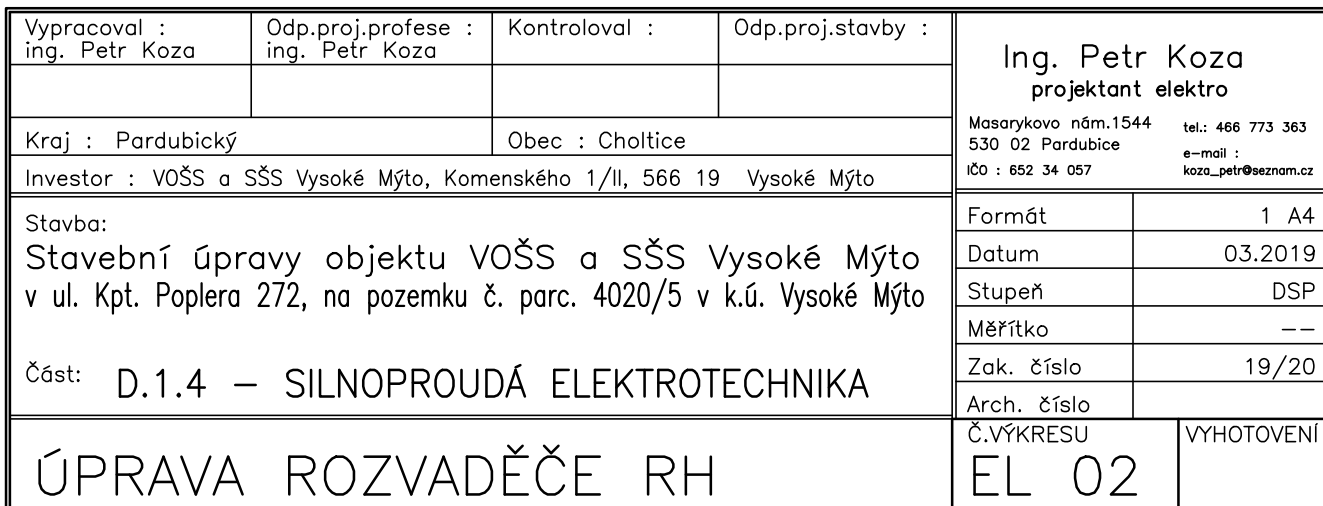 Vypracoval :
ing. Petr Koza
Odp.proj.profese :
ing. Petr Koza
Kontroloval :
Odp.proj.stavby :
Kraj : Pardubický
Obec : Choltice
Investor : VOŠS a SŠS Vysoké Mýto, Komenského 1/II, 566 19 Vysoké Mýto
Ing. Petr Koza
projektant elektro
Masarykovo nám.1544
530 02 Pardubice
IČO : 652 34 057
tel.: 466 773 363
e-mail :
koza_petr@seznam.cz
Stavba:
Stavební úpravy objektu VOŠS a SŠS Vysoké Mýto
v ul. Kpt. Poplera 272, na pozemku č. parc. 4020/5 v k.ú. Vysoké Mýto
Část: D.1.4 - SILNOPROUDÁ ELEKTROTECHNIKA
Formát 1 A4
Datum 03.2019
Stupeň DSP
Měřítko --
Zak. číslo 19/20
Arch. číslo
ÚPRAVA ROZVADĚČE RH
Č.VÝKRESU
EL 02
VYHOTOVENÍ